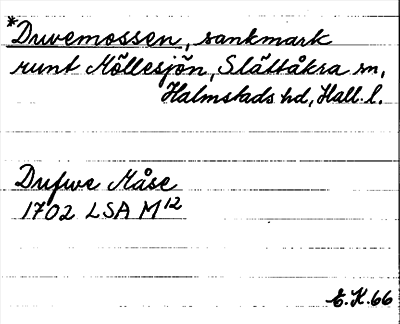 *Duvemossen, sankmark
runt Möllesjön, Slättåkra sn,
Halmstads hd, Hall. l.
Dufwe Måse
1702 LSA M12
E.K.66